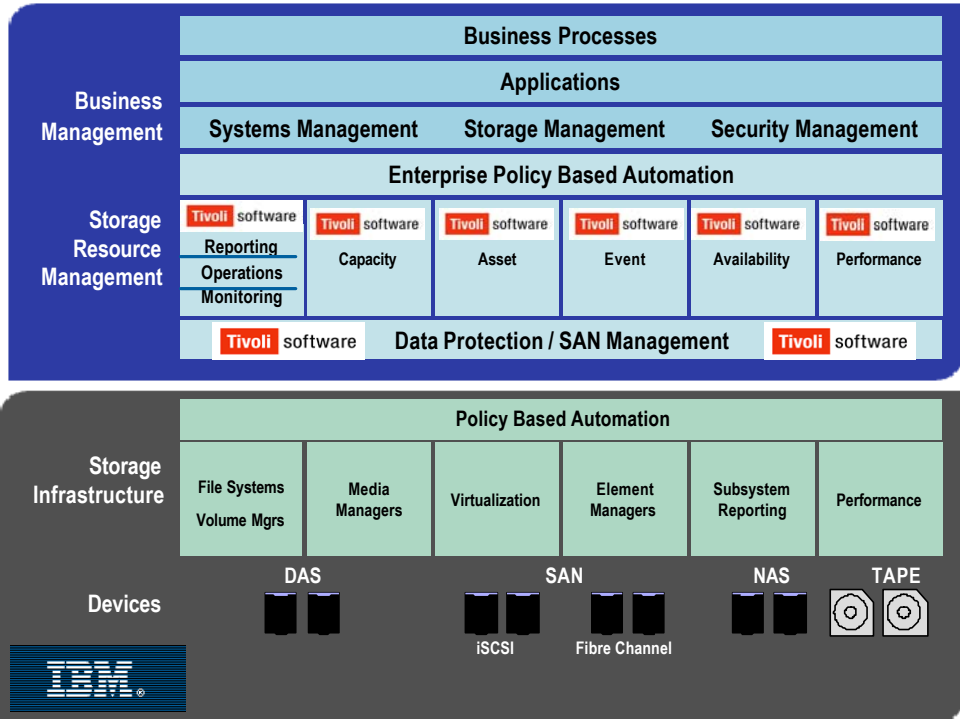 Business Processes
Applications
Business
Management
Systems Management Storage Management Security Management
Enterprise Policy Based Automation
Storage
Resource
Management
Tivoli software
Reporting
Operations
Monitoring
Tivoli software
Capacity
Tivoli software
Asset
Tivoli software
Event
Tivoli software
Availability
Tivoli software
Performance
Tivoli software Data Protection / SAN Management Tivoli software
Policy Based Automation
Storage
Infrastructure
File Systems
Volume Mgrs
Media
Managers
Virtualization
Element
Managers
Subsystem
Reporting
Performance
Devices
DAS
SAN
NAS
TAPE
iSCSI
Fibre Channel
IBM®